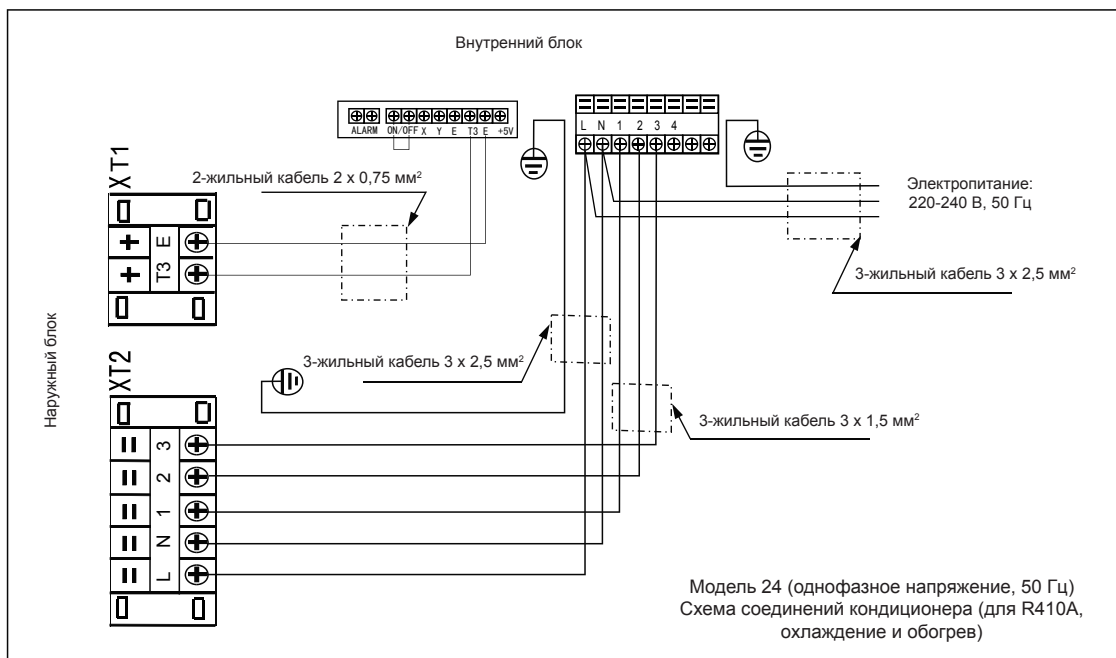 Внутренний блок
ALARM ON/OFF X Y E T3 E +5V
L N 1 2 3 4
XT1
2-жильный кабель 2 x 0,75 мм²
Электропитание:
220-240 В, 50 Гц
E
T3
3-жильный кабель 3 x 2,5 мм²
Наружный блок
XT2
3-жильный кабель 3 x 2,5 мм²
3-жильный кабель 3 x 1,5 мм²
3
2
1
N
L
Модель 24 (однофазное напряжение, 50 Гц)
Схема соединений кондиционера (для R410A,
охлаждение и обогрев)